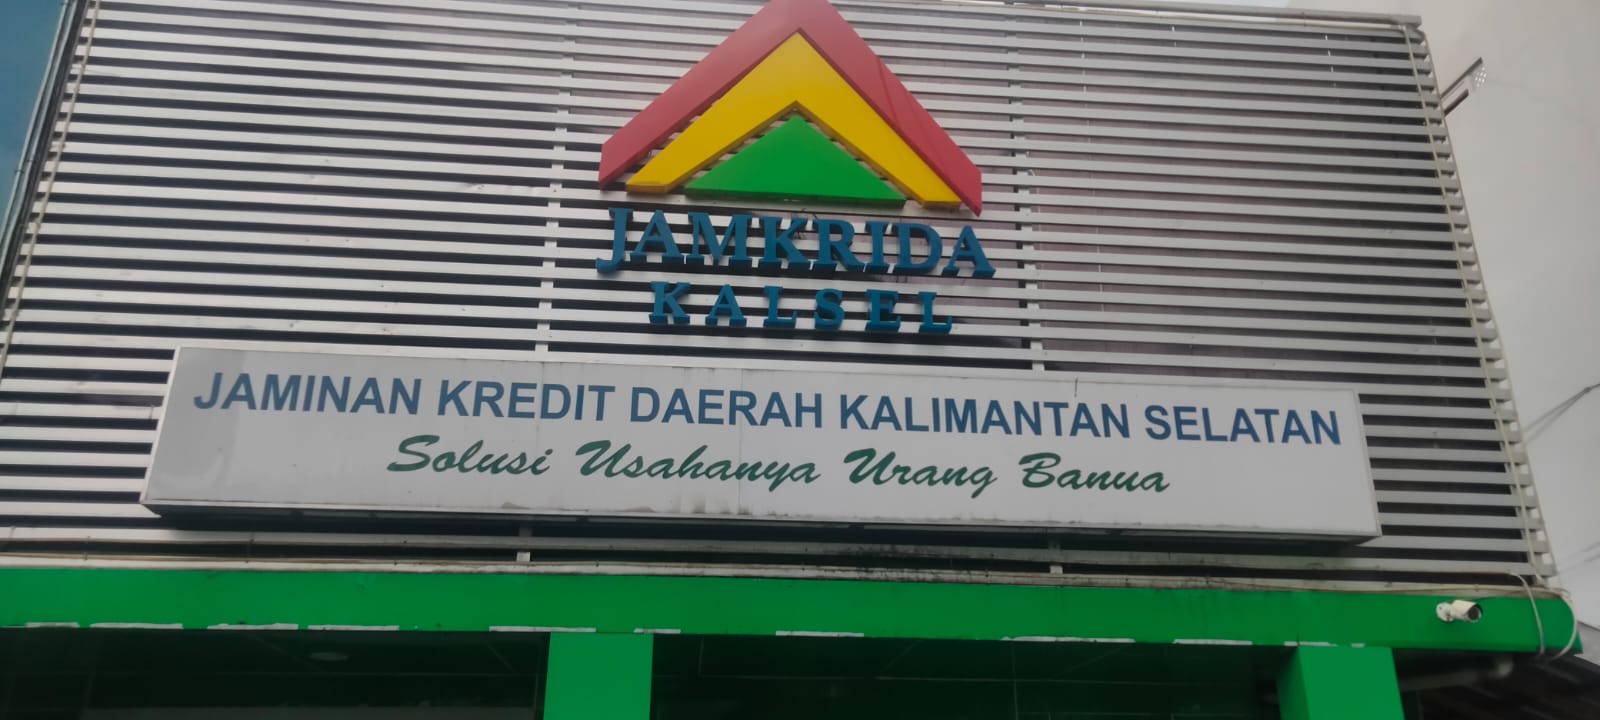 JAMKRIDA
KALSEL
JAMINAN KREDIT DAERAH KALIMANTAN SELATAN
Solusi Usahanya Urang Banua